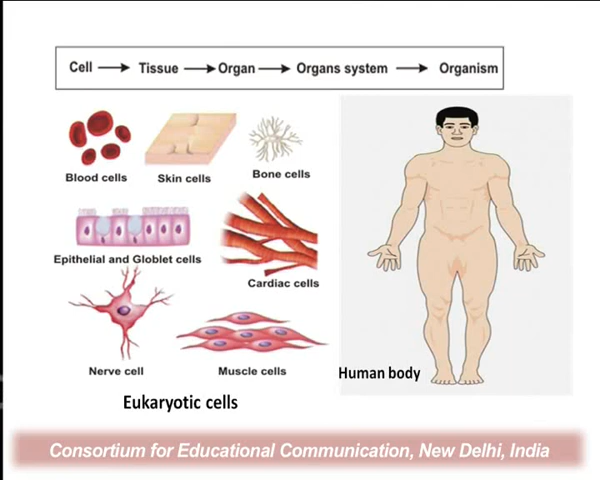 Cell → Tissue → Organ → Organs system → Organism
Blood cells
Skin cells
Bone cells
Epithelial and Globlet cells
Cardiac cells
Nerve cell
Muscle cells
Human body
Eukaryotic cells
Consortium for Educational Communication, New Delhi, India